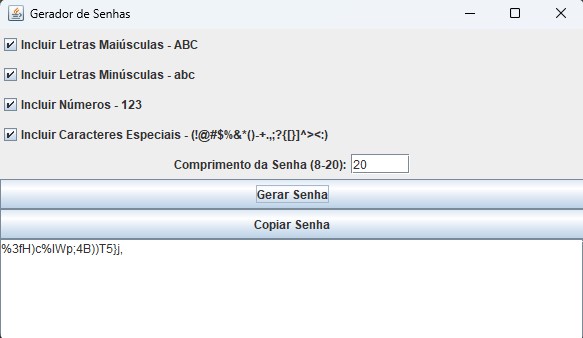 Gerador de Senhas
Incluir Letras Maiúsculas - ABC
Incluir Letras Minúsculas - abc
Incluir Números - 123
Incluir Caracteres Especiais - (!@#$%&*()-+.,;?{[}]^><:)
Comprimento da Senha (8-20): 20
Gerar Senha
Copiar Senha
%3fH)c%lWp;4B))T5}j,